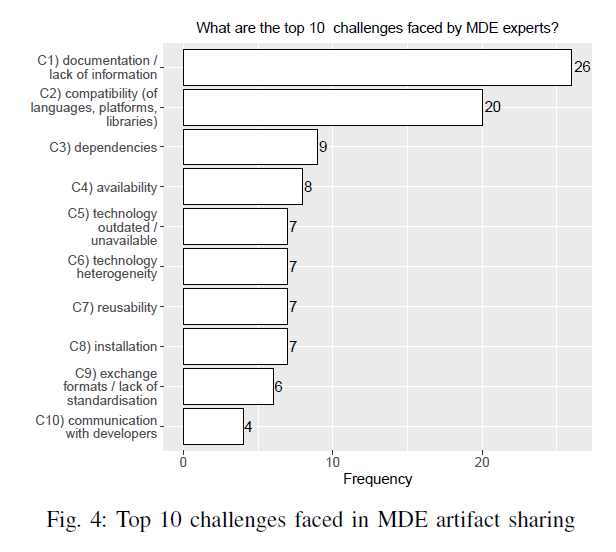 What are the top 10  challenges faced by MDE experts?
C1) documentation /
lack of information
26
C2) compatibility (of
languages, platforms,
libraries)
20
C3) dependencies
9
C4) availability
8
C5) technology
outdated /
unavailable
7
C6) technology
heterogeneity
7
C7) reusability
7
C8) installation
7
C9) exchange
formats / lack of
standardisation
6
C10) communication
with developers
4
0
10
20
Frequency
Fig. 4: Top 10 challenges faced in MDE artifact sharing